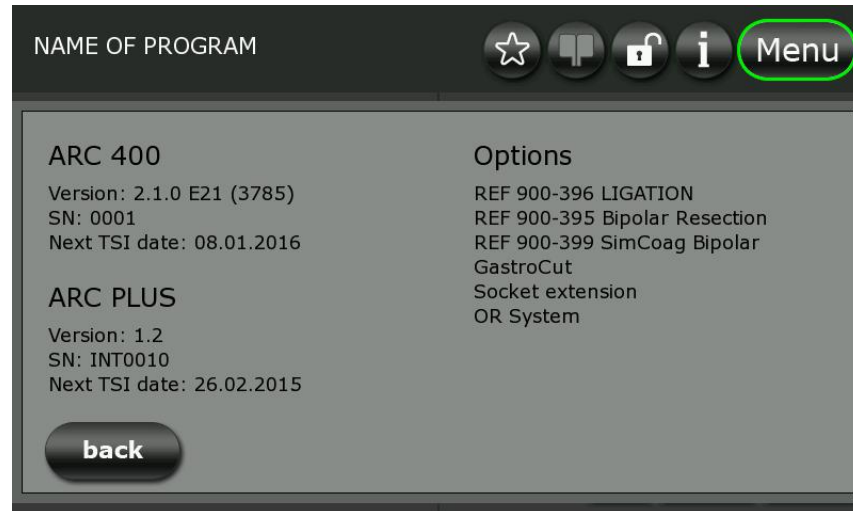 NAME OF PROGRAM
i
Menu
ARC 400
Version: 2.1.0 E21 (3785)
SN: 0001
Next TSI date: 08.01.2016
ARC PLUS
Version: 1.2
SN: INT0010
Next TSI date: 26.02.2015
back
Options
REF 900-396 LIGATION
REF 900-395 Bipolar Resection
REF 900-399 SimCoag Bipolar
GastroCut
Socket extension
OR System